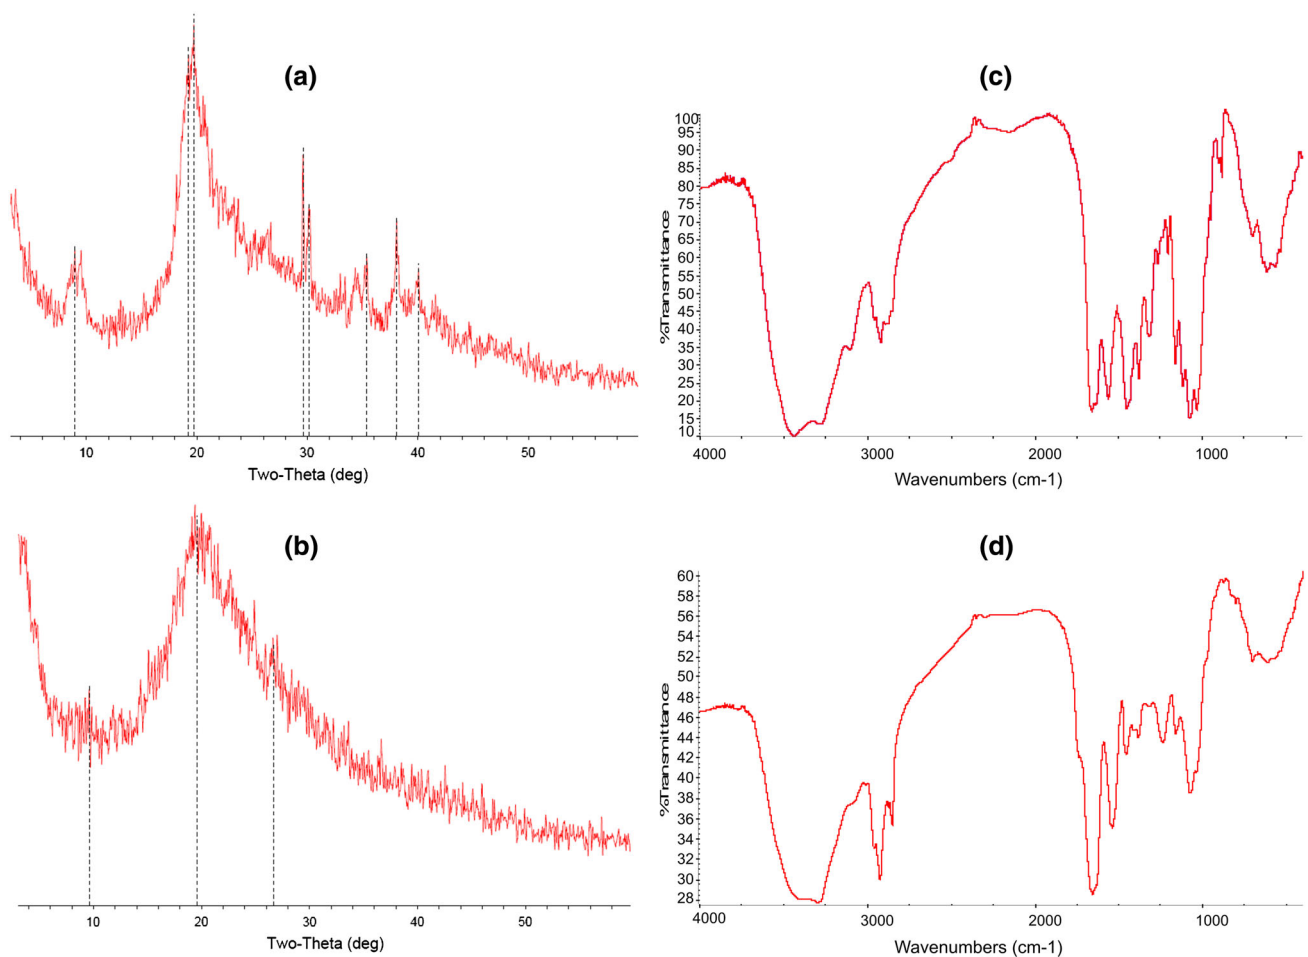 (a)
10 20 30 40 50
Two-Theta (deg)
(c)
%Transmittance
100
95
90
85
80
75
70
65
60
55
50
45
40
35
30
25
20
15
10
4000 3000 2000 1000
Wavenumbers (cm-1)
(b)
10 20 30 40 50
Two-Theta (deg)
(d)
%Transmittance
60
58
56
54
52
50
48
46
44
42
40
38
36
34
32
30
28
4000 3000 2000 1000
Wavenumbers (cm-1)